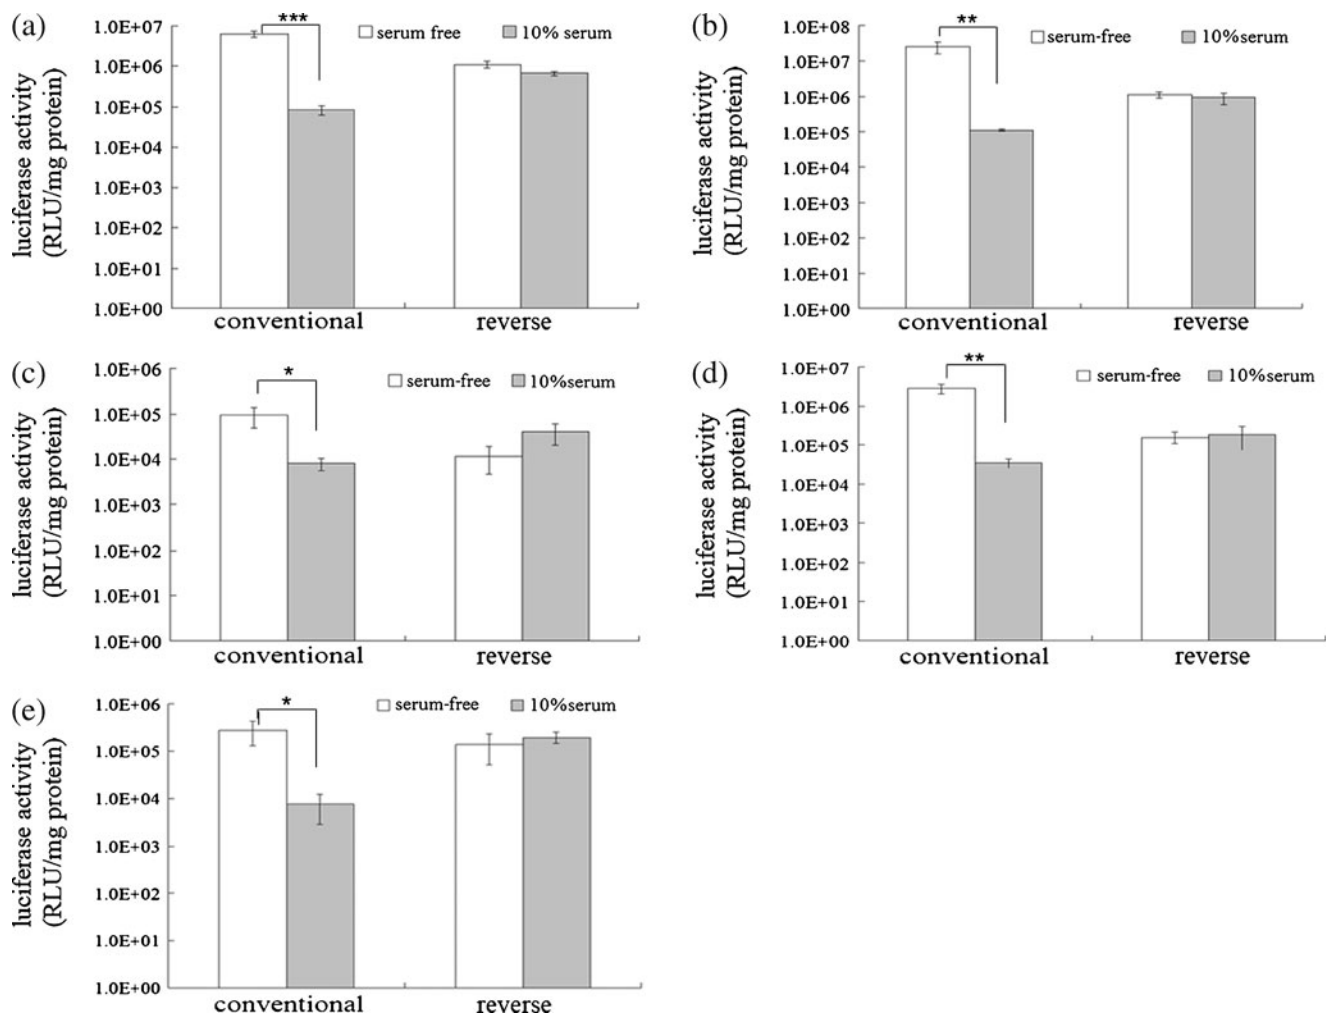 (a)
luciferase activity
(RLU/mg protein)
1.0E+07
1.0E+06
1.0E+05
1.0E+04
1.0E+03
1.0E+02
1.0E+01
1.0E+00
***
serum free
10% serum
conventional
reverse
(b)
luciferase activity
(RLU/mg protein)
1.0E+08
1.0E+07
1.0E+06
1.0E+05
1.0E+04
1.0E+03
1.0E+02
1.0E+01
1.0E+00
**
serum-free
10%serum
conventional
reverse
(c)
luciferase activity
(RLU/mg protein)
1.0E+06
1.0E+05
1.0E+04
1.0E+03
1.0E+02
1.0E+01
1.0E+00
*
serum-free
10%serum
conventional
reverse
(d)
luciferase activity
(RLU/mg protein)
1.0E+07
1.0E+06
1.0E+05
1.0E+04
1.0E+03
1.0E+02
1.0E+01
1.0E+00
**
serum-free
10%serum
conventional
reverse
(e)
luciferase activity
(RLU/mg protein)
1.0E+06
1.0E+05
1.0E+04
1.0E+03
1.0E+02
1.0E+01
1.0E+00
*
serum-free
10%serum
conventional
reverse